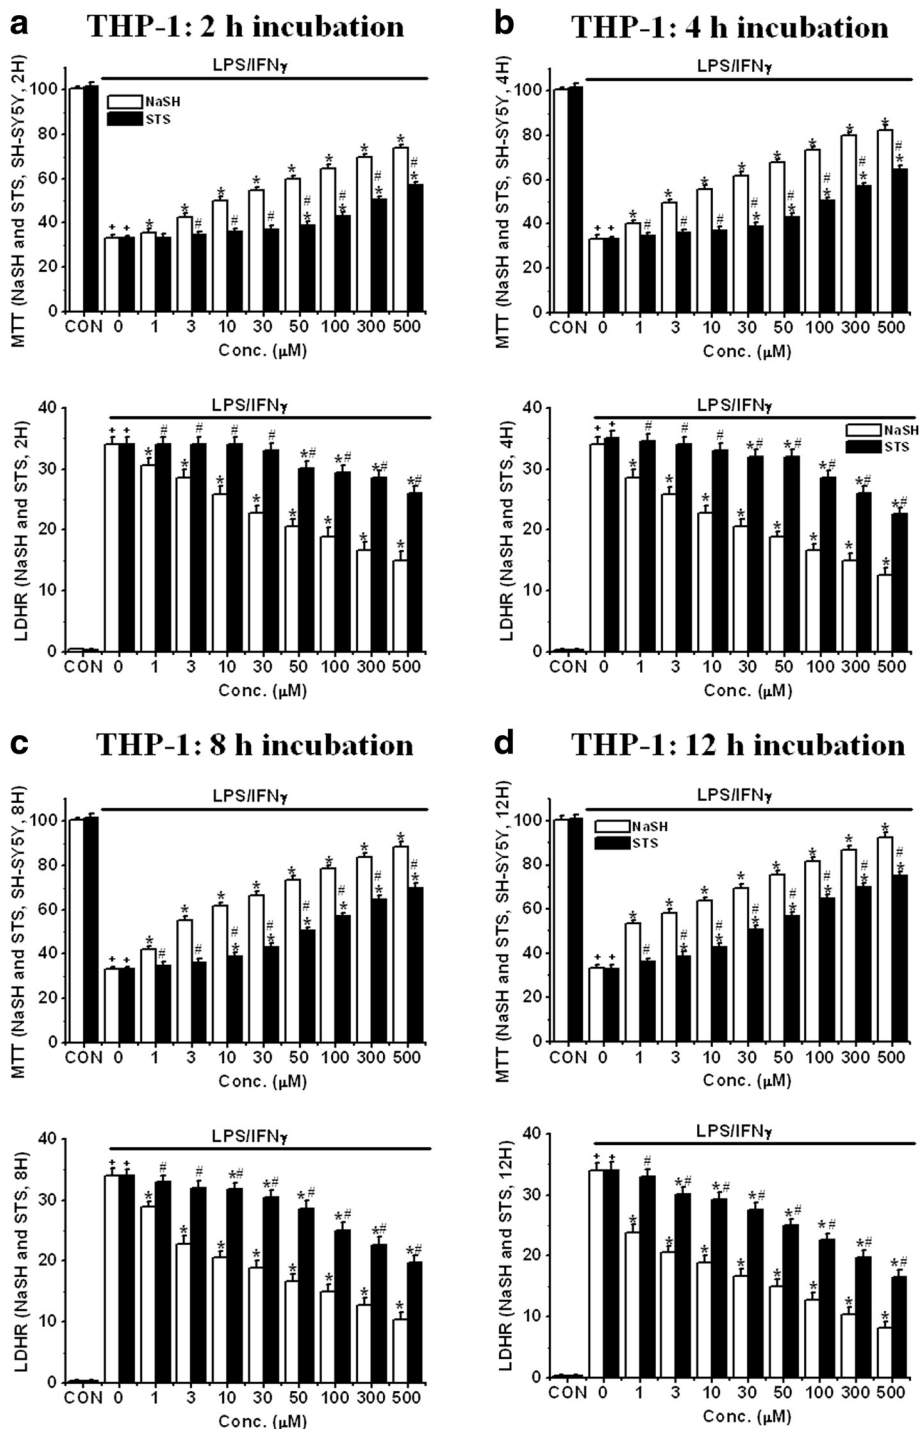 a THP-1: 2 h incubation
LPS/IFNγ
MTT (NaSH and STS, SH-SY5Y, 2H)
100
80
60
40
20
0
NaSH
STS
* * * * * * * *
# # # # # # #
* * * *
+ +
CON 0 1 3 10 30 50 100 300 500
Conc. (μM)
LPS/IFNγ
LDHR (NaSH and STS, 2H)
40
30
20
10
0
+ + # # # # *# *# *# *#
* * * * * * * *
CON 0 1 3 10 30 50 100 300 500
Conc. (μM)
b THP-1: 4 h incubation
LPS/IFNγ
MTT (NaSH and STS, SH-SY5Y, 4H)
100
80
60
40
20
0
* * * * * * * *
# # # # # # # #
* * * * *
+ +
CON 0 1 3 10 30 50 100 300 500
Conc. (μM)
LPS/IFNγ
LDHR (NaSH and STS, 4H)
40
30
20
10
0
NaSH
STS
+ + # # # *# *# *# *# *#
* * * * * * * *
CON 0 1 3 10 30 50 100 300 500
Conc. (μM)
c THP-1: 8 h incubation
LPS/IFNγ
MTT (NaSH and STS, SH-SY5Y, 8H)
100
80
60
40
20
0
* * * * * * * *
# # # # # # # #
* * * * * *
+ +
CON 0 1 3 10 30 50 100 300 500
Conc. (μM)
LPS/IFNγ
LDHR (NaSH and STS, 8H)
40
30
20
10
0
+ + # # *# *# *# *# *# *#
* * * * * * * *
CON 0 1 3 10 30 50 100 300 500
Conc. (μM)
d THP-1: 12 h incubation
LPS/IFNγ
MTT (NaSH and STS, SH-SY5Y, 12H)
100
80
60
40
20
0
NaSH
STS
* * * * * * * *
# # # # # # # #
* * * * * * *
+ +
CON 0 1 3 10 30 50 100 300 500
Conc. (μM)
LPS/IFNγ
LDHR (NaSH and STS, 12H)
40
30
20
10
0
+ + # *# *# *# *# *# *# *#
* * * * * * * *
CON 0 1 3 10 30 50 100 300 500
Conc. (μM)